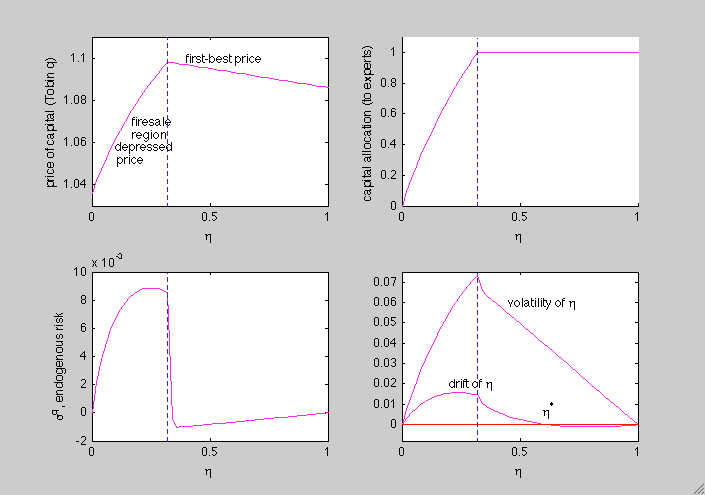 price of capital (Tobin q)
1.1
1.08
1.06
1.04
first-best price
firesale
region
depressed
price
0
0.5
1
η
capital allocation (to experts)
1
0.8
0.6
0.4
0.2
0
0
0.5
1
η
x 10⁻³
σ^q, endogenous risk
10
8
6
4
2
0
-2
0
0.5
1
η
0.07
0.06
0.05
0.04
0.03
0.02
0.01
0
volatility of η
drift of η
η*
0
0.5
1
η